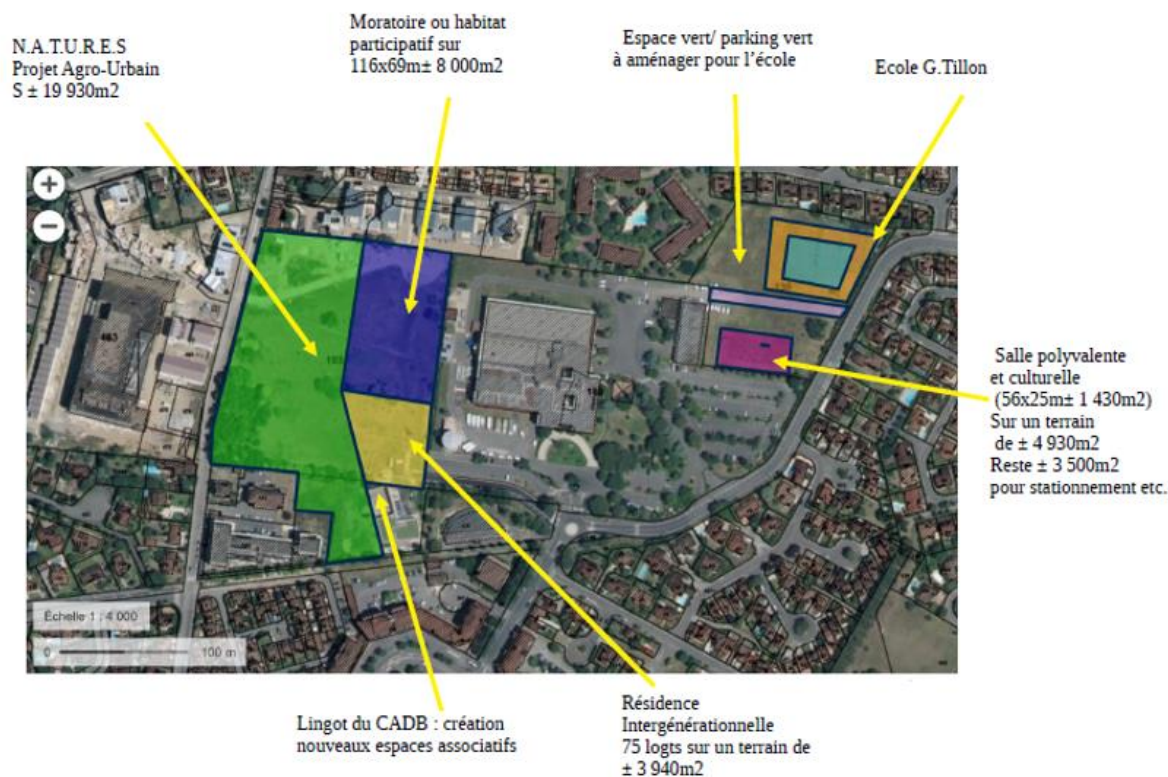 N.A.T.U.R.E.S
Projet Agro-Urbain
S ± 19 930m2
Moratoire ou habitat
participatif sur
116x69m± 8 000m2
Espace vert/ parking vert
à aménager pour l'école
Ecole G.Tillon
+
−
Salle polyvalente
et culturelle
(56x25m± 1 430m2)
Sur un terrain
de ± 4 930m2
Reste ± 3 500m2
pour stationnement etc.
Échelle 1 : 4 000
0 100 m
Lingot du CADB : création
nouveaux espaces associatifs
Résidence
Intergénérationnelle
75 logts sur un terrain de
± 3 940m2